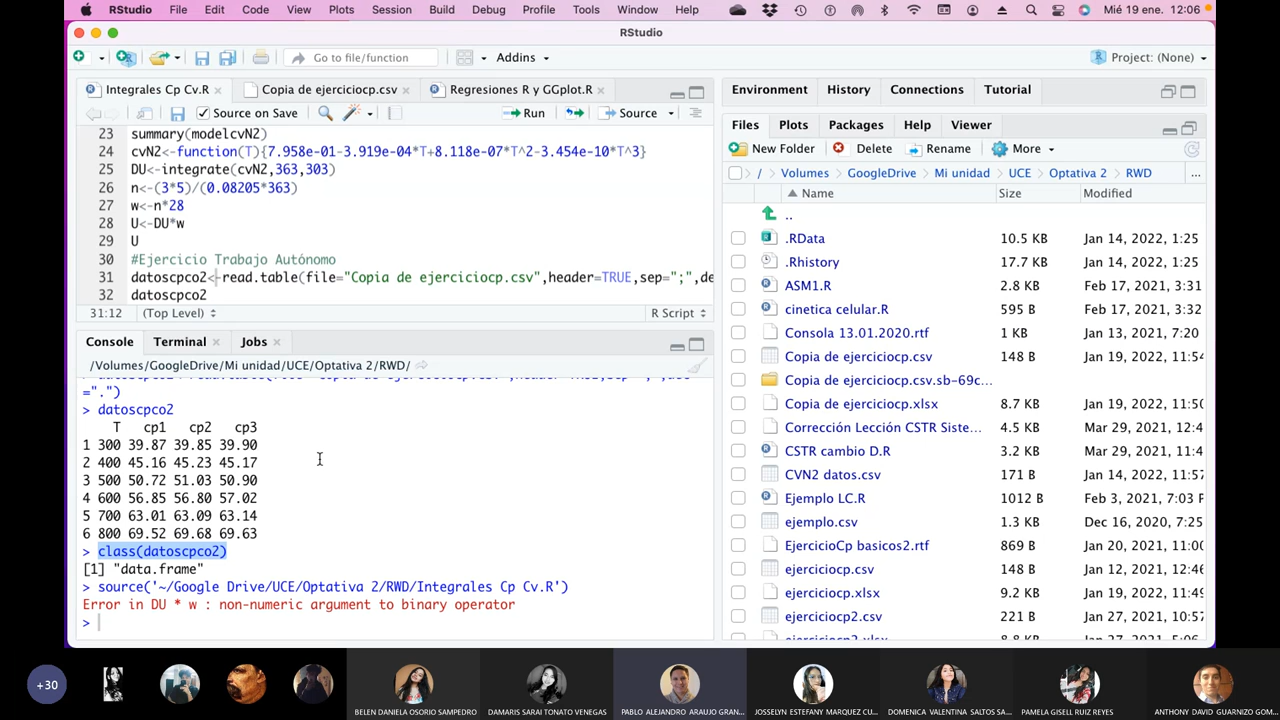 RStudio File Edit Code View Plots Session Build Debug Profile Tools Window Help Mié 19 ene. 12:06
RStudio
Go to file/function Addins Project: (None)
Integrales Cp Cv.R Copia de ejerciciocp.csv Regresiones R y GGplot.R
Source on Save Run Source
23 summary(modelcvN2)
24 cvN2<-function(T){7.958e-01-3.919e-04*T+8.118e-07*T^2-3.454e-10*T^3}
25 DU<-integrate(cvN2,363,303)
26 n<-(3*5)/(0.08205*363)
27 w<-n*28
28 U<-DU*w
29 U
30 #Ejercicio Trabajo Autónomo
31 datoscpco2<-read.table(file="Copia de ejerciciocp.csv",header=TRUE,sep=";",de
32 datoscpco2
31:12 (Top Level) R Script
Console Terminal Jobs
/Volumes/GoogleDrive/Mi unidad/UCE/Optativa 2/RWD/
=".")
> datoscpco2
T cp1 cp2 cp3
1 300 39.87 39.85 39.90
2 400 45.16 45.23 45.17
3 500 50.72 51.03 50.90
4 600 56.85 56.80 57.02
5 700 63.01 63.09 63.14
6 800 69.52 69.68 69.63
> class(datoscpco2)
[1] "data.frame"
> source('~/Google Drive/UCE/Optativa 2/RWD/Integrales Cp Cv.R')
Error in DU * w : non-numeric argument to binary operator
>
Environment History Connections Tutorial
Files Plots Packages Help Viewer
New Folder Delete Rename More
/ Volumes GoogleDrive Mi unidad UCE Optativa 2 RWD ...
Name Size Modified
..
.RData 10.5 KB Jan 14, 2022, 1:25
.Rhistory 17.7 KB Jan 14, 2022, 1:25
ASM1.R 2.8 KB Feb 17, 2021, 3:31
cinetica celular.R 595 B Feb 17, 2021, 3:32
Consola 13.01.2020.rtf 1 KB Jan 13, 2021, 7:20
Copia de ejerciciocp.csv 148 B Jan 19, 2022, 11:54
Copia de ejerciciocp.csv.sb-69c...
Copia de ejerciciocp.xlsx 8.7 KB Jan 19, 2022, 11:50
Corrección Lección CSTR Siste... 4.5 KB Mar 29, 2021, 12:4
CSTR cambio D.R 3.2 KB Mar 29, 2021, 11:4
CVN2 datos.csv 171 B Jan 14, 2022, 11:57
Ejemplo LC.R 1012 B Feb 3, 2021, 7:03 P
ejemplo.csv 1.3 KB Dec 16, 2020, 7:25
EjercicioCp basicos2.rtf 869 B Jan 20, 2021, 11:00
ejerciciocp.csv 148 B Jan 12, 2022, 12:46
ejerciciocp.xlsx 9.2 KB Jan 19, 2022, 11:49
ejerciciocp2.csv 221 B Jan 27, 2021, 10:57
ejerciciocp2.xlsx 8.8 KB Jan 27, 2021, 5:06
+30
BELEN DANIELA OSORIO SAMPEDRO DAMARIS SARAI TONATO VENEGAS PABLO ALEJANDRO ARAUJO GRAN... JOSSELYN ESTEFANY MARQUEZ CU... DOMENICA VALENTINA SALTOS SA... PAMELA GISELL RUIZ REYES ANTHONY DAVID GUARNIZO GOM...